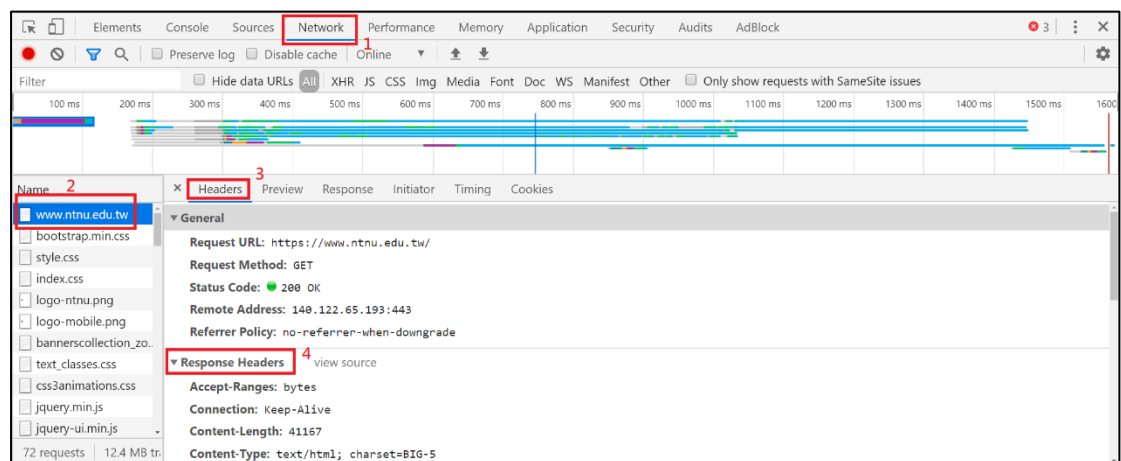 Elements Console Sources Network Performance Memory Application Security Audits AdBlock 3
1
Preserve log Disable cache Online
Filter Hide data URLs All XHR JS CSS Img Media Font Doc WS Manifest Other Only show requests with SameSite issues
100 ms 200 ms 300 ms 400 ms 500 ms 600 ms 700 ms 800 ms 900 ms 1000 ms 1100 ms 1200 ms 1300 ms 1400 ms 1500 ms 1600
Name 2
3
× Headers Preview Response Initiator Timing Cookies
www.ntnu.edu.tw
bootstrap.min.css
style.css
index.css
logo-ntnu.png
logo-mobile.png
bannerscollection_zo...
text_classes.css
css3animations.css
jquery.min.js
jquery-ui.min.js
72 requests 12.4 MB tr
General
Request URL: https://www.ntnu.edu.tw/
Request Method: GET
Status Code: 200 OK
Remote Address: 140.122.65.193:443
Referrer Policy: no-referrer-when-downgrade
Response Headers 4 view source
Accept-Ranges: bytes
Connection: Keep-Alive
Content-Length: 41167
Content-Type: text/html; charset=BIG-5